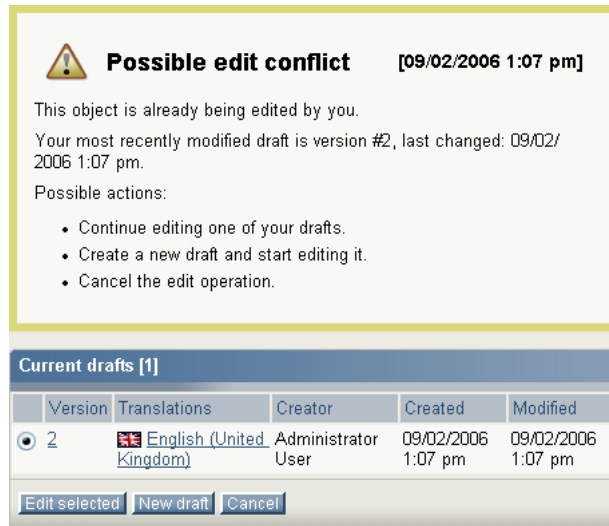 Possible edit conflict [09/02/2006 1:07 pm]
This object is already being edited by you.
Your most recently modified draft is version #2, last changed: 09/02/
2006 1:07 pm.
Possible actions:
• Continue editing one of your drafts.
• Create a new draft and start editing it.
• Cancel the edit operation.
Current drafts [1]
Version Translations Creator Created Modified
2 English (United Administrator 09/02/2006 09/02/2006
Kingdom) User 1:07 pm 1:07 pm
Edit selected New draft Cancel